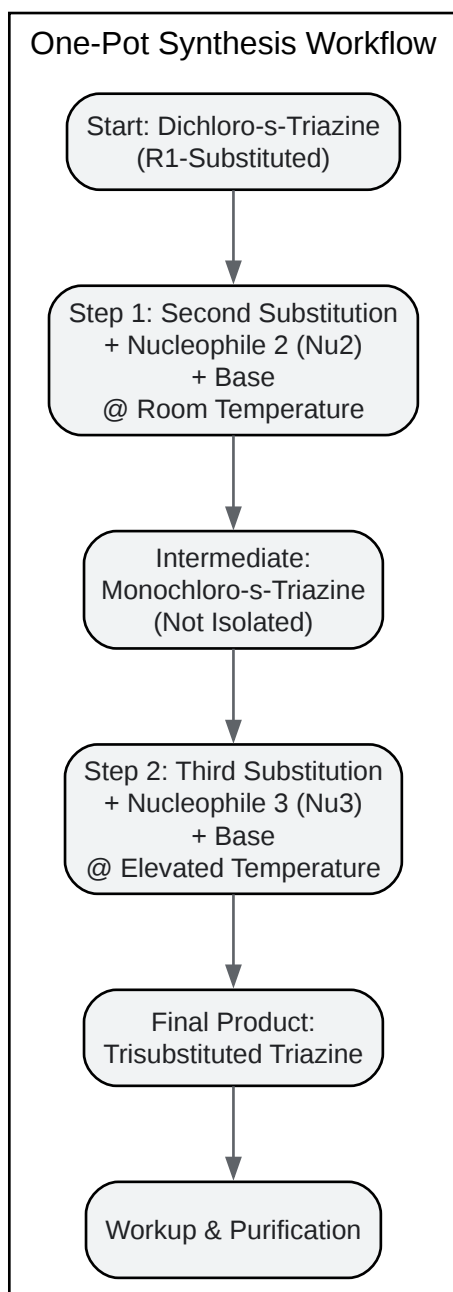 One-Pot Synthesis Workflow
Start: Dichloro-s-Triazine
(R1-Substituted)
Step 1: Second Substitution
+ Nucleophile 2 (Nu2)
+ Base
@ Room Temperature
Intermediate:
Monochloro-s-Triazine
(Not Isolated)
Step 2: Third Substitution
+ Nucleophile 3 (Nu3)
+ Base
@ Elevated Temperature
Final Product:
Trisubstituted Triazine
Workup & Purification